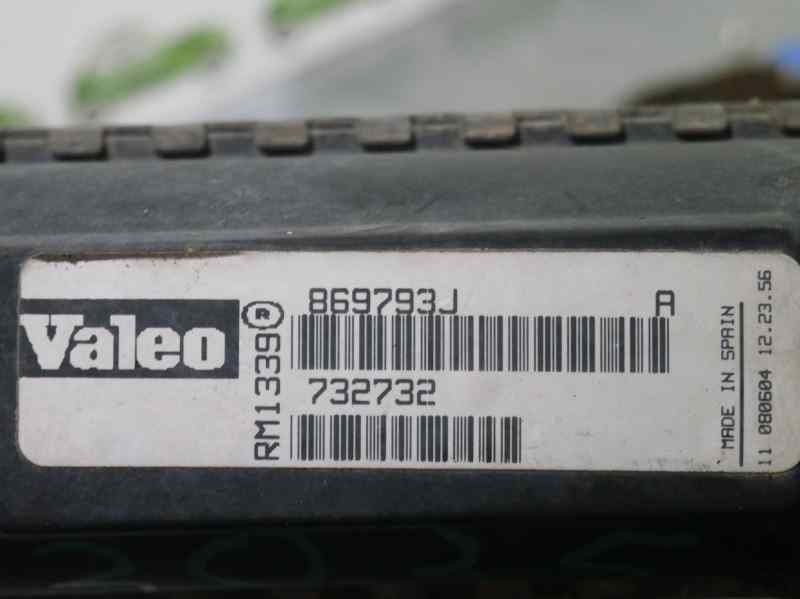 Valeo
®
RM1339
869793J A
732732
MADE IN SPAIN
11 080604 12.23.56